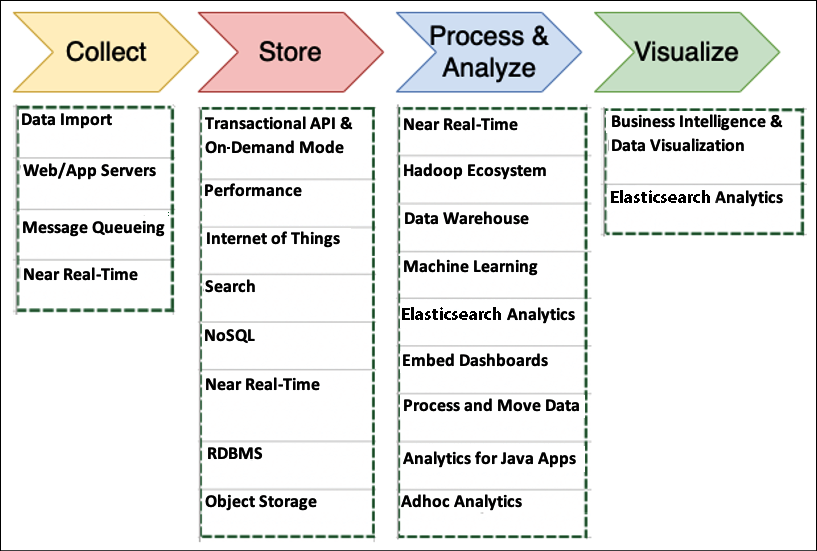 Collect
Store
Process &
Analyze
Visualize
Data Import
Web/App Servers
Message Queueing
Near Real-Time
Transactional API &
On-Demand Mode
Performance
Internet of Things
Search
NoSQL
Near Real-Time
RDBMS
Object Storage
Near Real-Time
Hadoop Ecosystem
Data Warehouse
Machine Learning
Elasticsearch Analytics
Embed Dashboards
Process and Move Data
Analytics for Java Apps
Adhoc Analytics
Business Intelligence &
Data Visualization
Elasticsearch Analytics